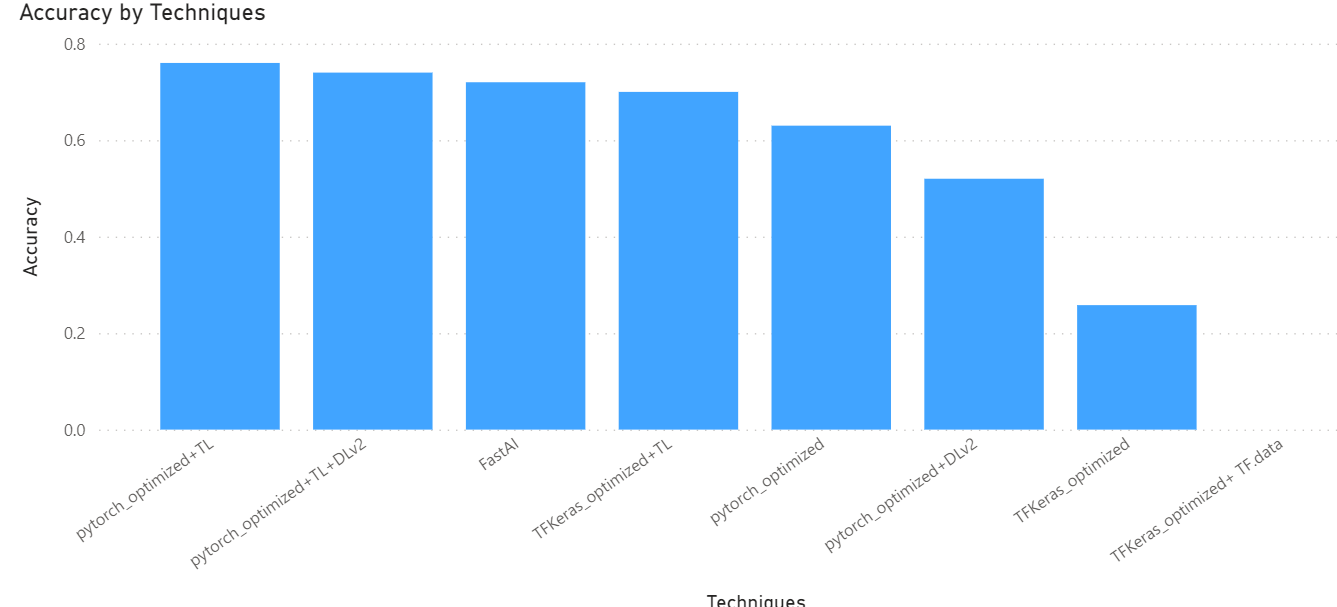 Accuracy by Techniques
0.8
0.6
0.4
0.2
0.0
Accuracy
pytorch_optimized+TL
pytorch_optimized+TL+DLv2
FastAI
TFKeras_optimized+TL
pytorch_optimized
pytorch_optimized+DLv2
TFKeras_optimized
TFKeras_optimized+ TF.data
Techniques